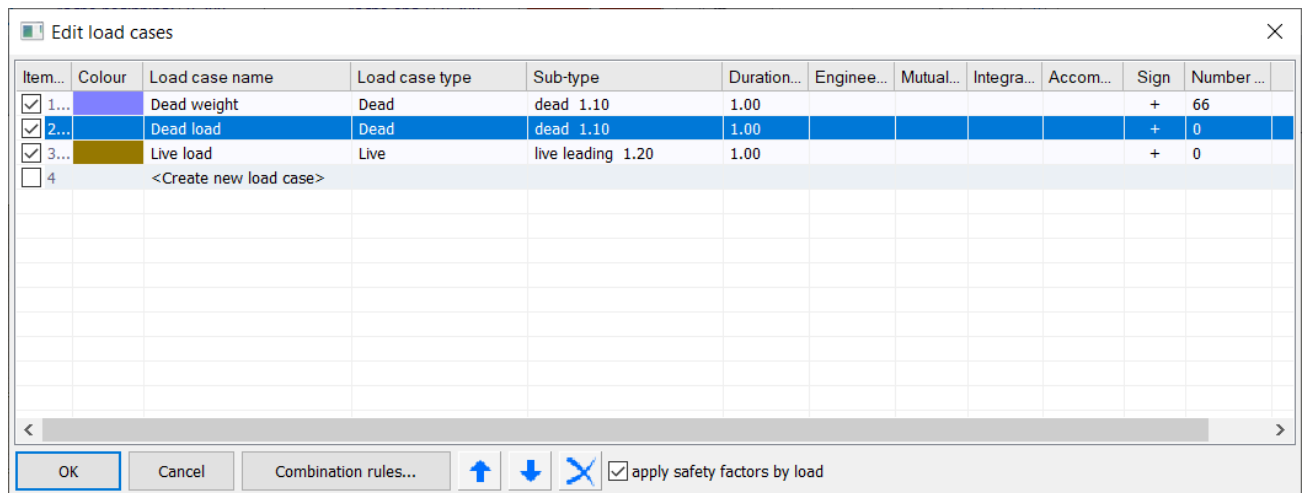 Edit load cases
Item... Colour Load case name Load case type Sub-type Duration... Enginee... Mutual... Integra... Accom... Sign Number ...
1... Dead weight Dead dead 1.10 1.00 + 66
2... Dead load Dead dead 1.10 1.00 + 0
3... Live load Live live leading 1.20 1.00 + 0
4 <Create new load case>
OK Cancel Combination rules... apply safety factors by load